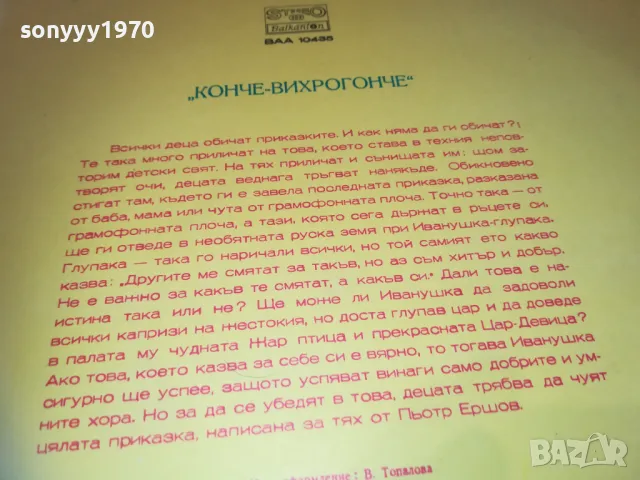 sonyyy1970
STEREO
Balkanton
BAA 10435
„КОНЧЕ-ВИХРОГОНЧЕ“
Всички деца обичат приказките. И как няма да ги обичат?!
Те така много приличат на това, което става в техния непов-
торим детски свят. На тях приличат и сънищата им: щом за-
творят очи, децата веднага тръгват нанякъде. Обикновено
стигат там, където ги е завела последната приказка, разказана
от баба, мама или чута от грамофонната плоча. Точно така — от
грамофонната плоча, а тази, която сега държат в ръцете си,
ще ги отведе в необятната руска земя при Иванушка-глупака.
Глупака — така го наричали всички, но той самият ето какво
казва: „Другите ме смятат за такъв, но аз съм хитър и добър.
Не е важно за какъв те смятат, а какъв си.“ Дали това е на-
истина така или не? Ще може ли Иванушка да задоволи
всички капризи на жестокия, но доста глупав цар и да доведе
в палата му чудната Жар птица и прекрасната Цар-Девица?
Ако това, което казва за себе си е вярно, то тогава Иванушка
сигурно ще успее, защото успяват винаги само добрите и ум-
ните хора. Но за да се убедят в това, децата трябва да чуят
цялата приказка, написана за тях от Пьотр Ершов.
оформление: В. Топалова
BAZAR
bg